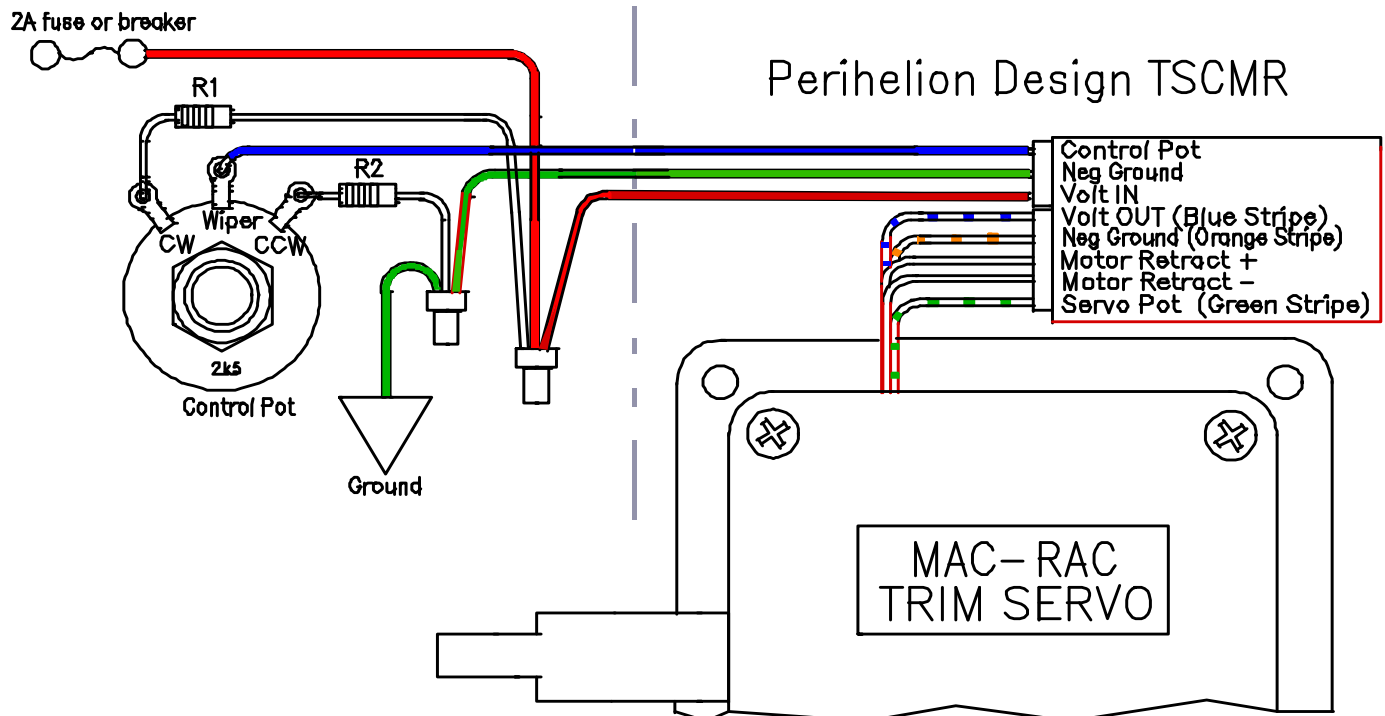 2A fuse or breaker
Perihelion Design TSCMR
R1
R2
Wiper
CW
CCW
2k5
Control Pot
Ground
Control Pot
Neg Ground
Volt IN
Volt OUT (Blue Stripe)
Neg Ground (Orange Stripe)
Motor Retract +
Motor Retract -
Servo Pot (Green Stripe)
MAC-RAC
TRIM SERVO